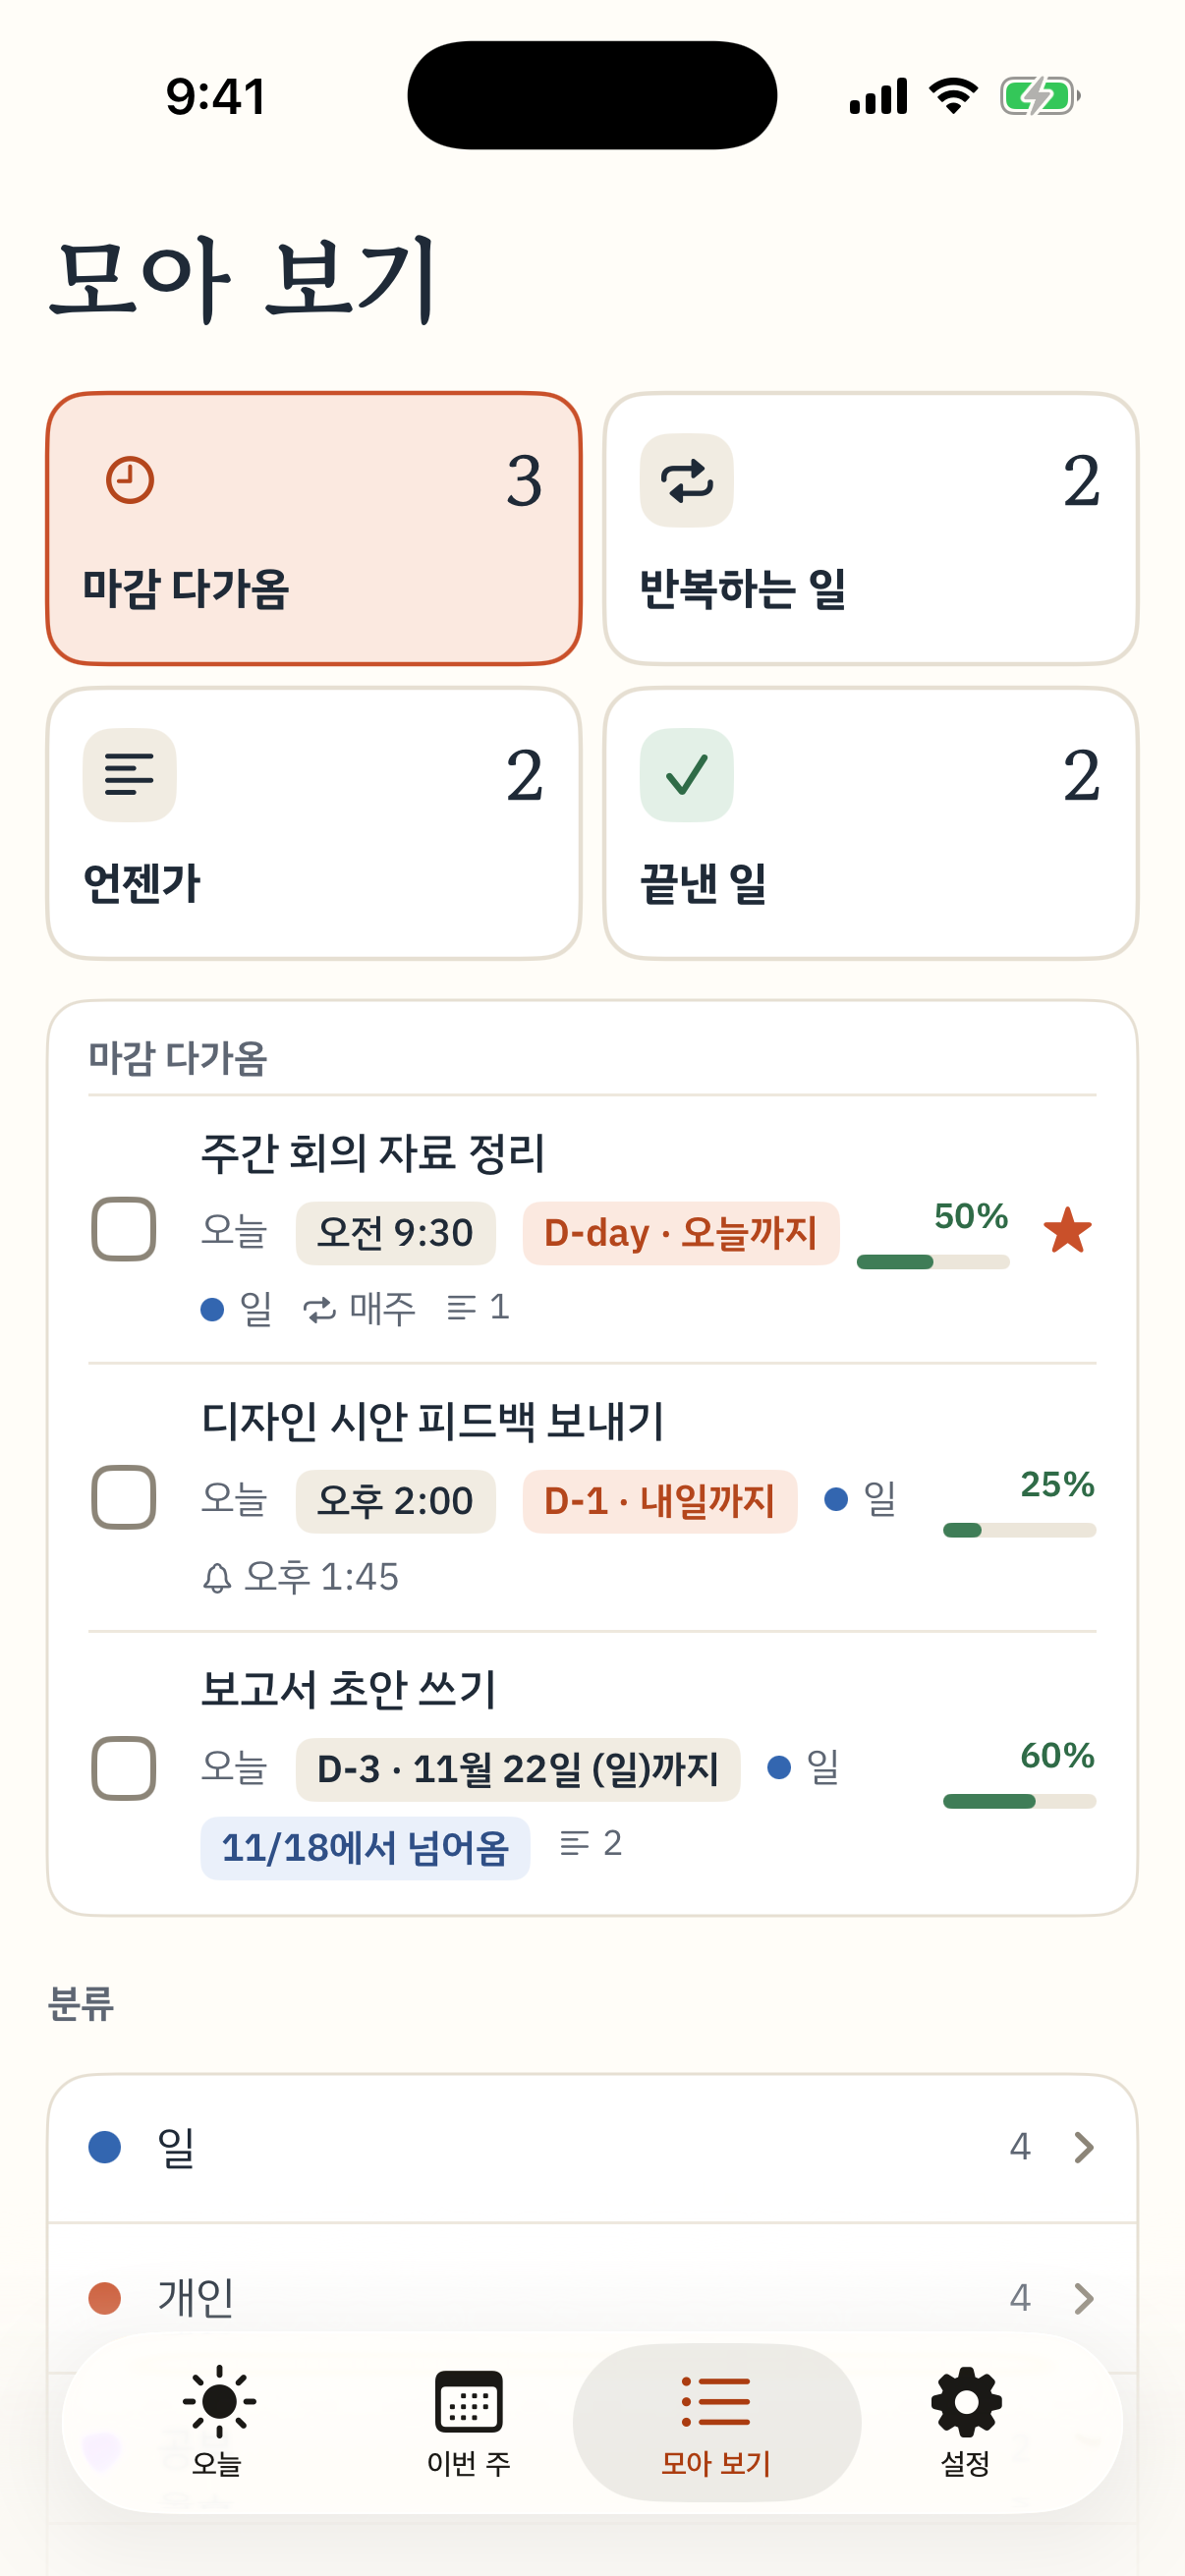 9:41
모아 보기
3
마감 다가옴
2
반복하는 일
2
언젠가
2
끝낸 일
마감 다가옴
주간 회의 자료 정리
오늘 오전 9:30 D-day · 오늘까지 50%
일 매주 1
디자인 시안 피드백 보내기
오늘 오후 2:00 D-1 · 내일까지 일 25%
오후 1:45
보고서 초안 쓰기
오늘 D-3 · 11월 22일 (일)까지 일 60%
11/18에서 넘어옴 2
분류
일 4
개인 4
오늘 이번 주 모아 보기 설정